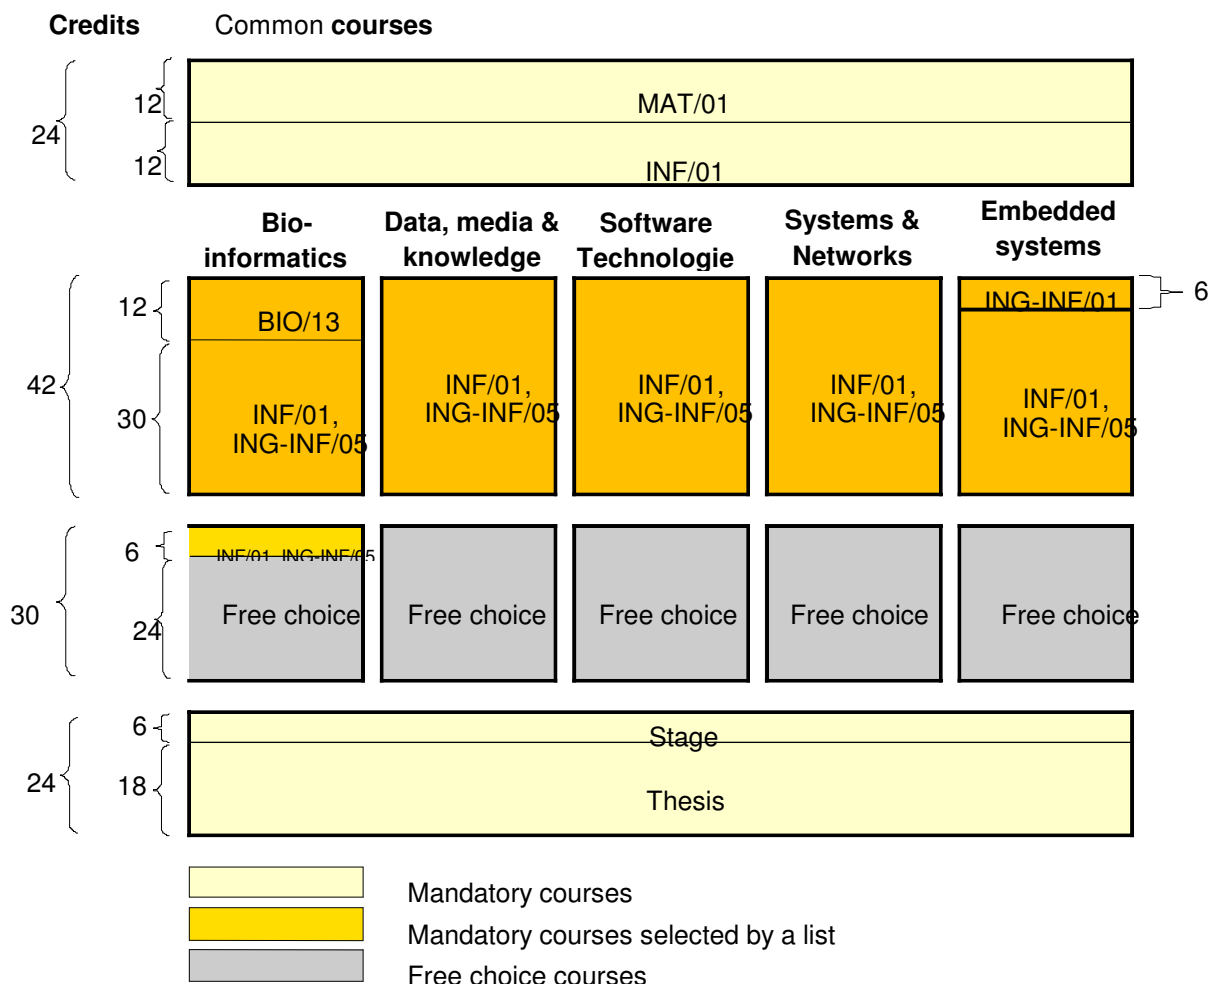 Credits
Common courses
12
MAT/01
24
12
INF/01
Bio-
informatics
Data, media &
knowledge
Software
Technologie
Systems &
Networks
Embedded
systems
ING-INF/01
6
12
BIO/13
42
30
INF/01,
ING-INF/05
INF/01,
ING-INF/05
INF/01,
ING-INF/05
INF/01,
ING-INF/05
INF/01,
ING-INF/05
6
INF/01, ING-INF/05
30
24
Free choice
Free choice
Free choice
Free choice
Free choice
6
Stage
24
18
Thesis
Mandatory courses
Mandatory courses selected by a list
Free choice courses